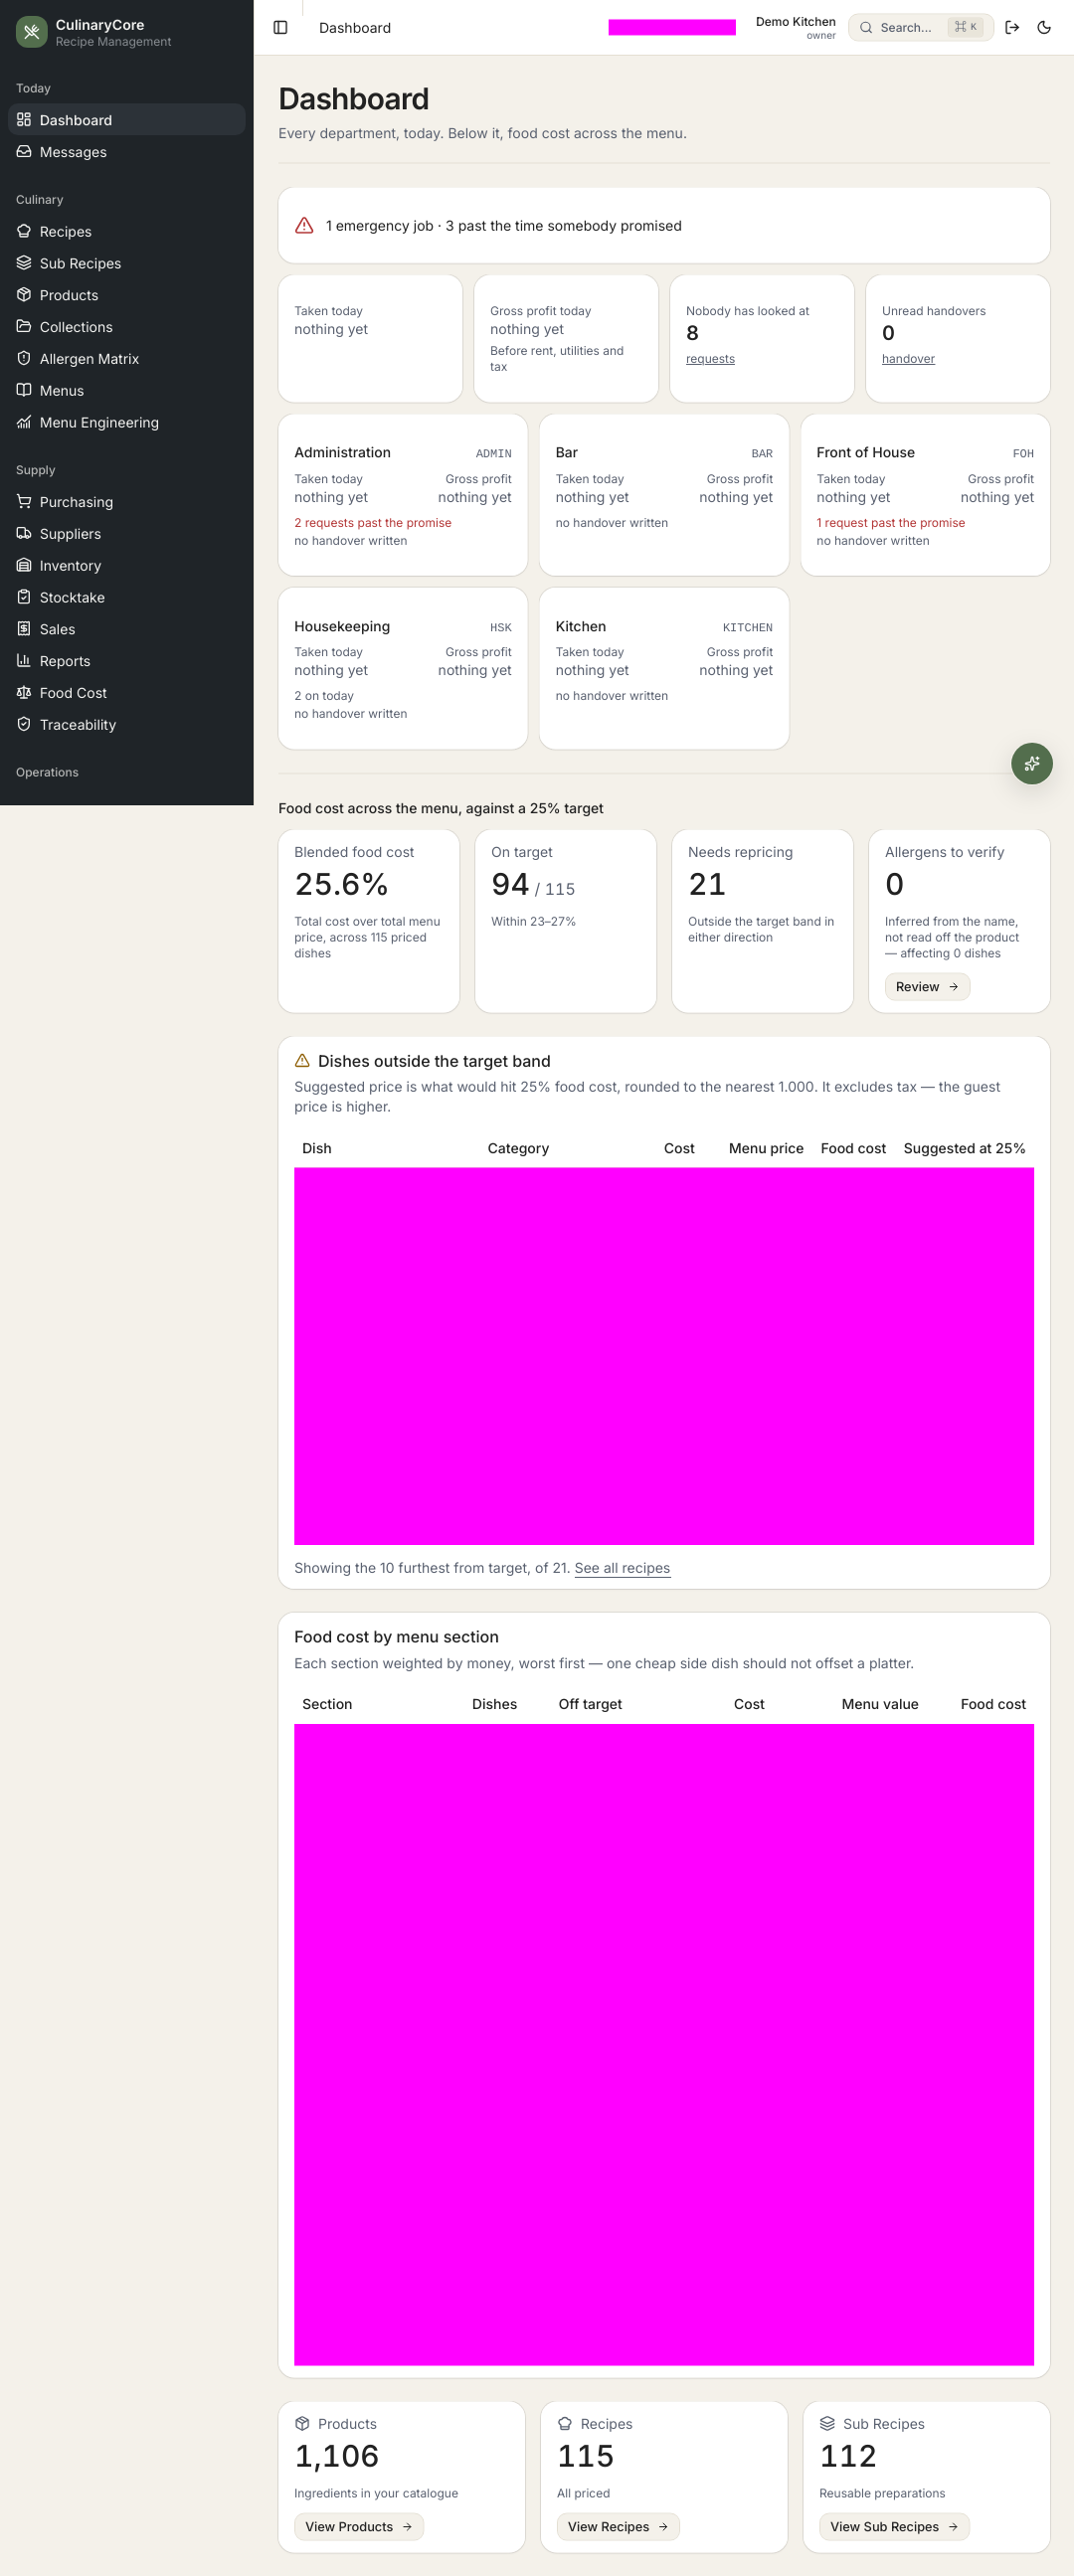 CulinaryCore
Recipe Management
Today
Dashboard
Messages
Culinary
Recipes
Sub Recipes
Products
Collections
Allergen Matrix
Menus
Menu Engineering
Supply
Purchasing
Suppliers
Inventory
Stocktake
Sales
Reports
Food Cost
Traceability
Operations
Dashboard
Demo Kitchen
owner
Search... ⌘ K
Dashboard
Every department, today. Below it, food cost across the menu.
1 emergency job · 3 past the time somebody promised
Taken today
nothing yet
Gross profit today
nothing yet
Before rent, utilities and
tax
Nobody has looked at
8
requests
Unread handovers
0
handover
Administration ADMIN
Taken today Gross profit
nothing yet nothing yet
2 requests past the promise
no handover written
Bar BAR
Taken today Gross profit
nothing yet nothing yet
no handover written
Front of House FOH
Taken today Gross profit
nothing yet nothing yet
1 request past the promise
no handover written
Housekeeping HSK
Taken today Gross profit
nothing yet nothing yet
2 on today
no handover written
Kitchen KITCHEN
Taken today Gross profit
nothing yet nothing yet
no handover written
Food cost across the menu, against a 25% target
Blended food cost
25.6%
Total cost over total menu
price, across 115 priced
dishes
On target
94 / 115
Within 23–27%
Needs repricing
21
Outside the target band in
either direction
Allergens to verify
0
Inferred from the name,
not read off the product
— affecting 0 dishes
Review →
Dishes outside the target band
Suggested price is what would hit 25% food cost, rounded to the nearest 1.000. It excludes tax — the guest
price is higher.
Dish Category Cost Menu price Food cost Suggested at 25%
Showing the 10 furthest from target, of 21. See all recipes
Food cost by menu section
Each section weighted by money, worst first — one cheap side dish should not offset a platter.
Section Dishes Off target Cost Menu value Food cost
Products
1,106
Ingredients in your catalogue
View Products →
Recipes
115
All priced
View Recipes →
Sub Recipes
112
Reusable preparations
View Sub Recipes →